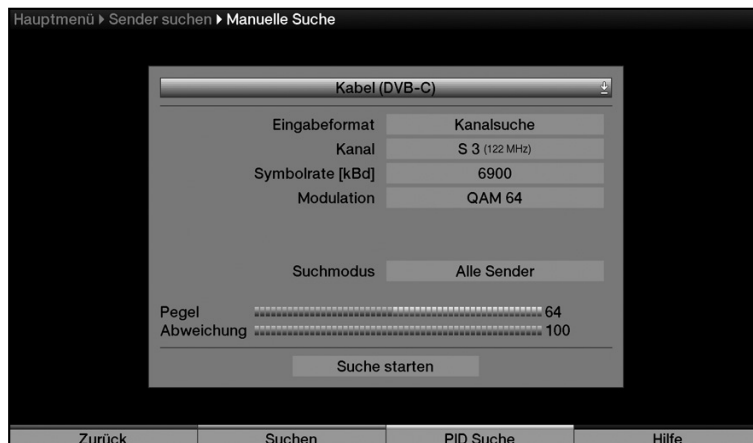 Hauptmenü ▸ Sender suchen ▸ Manuelle Suche
Kabel (DVB-C)
Eingabeformat Kanalsuche
Kanal S 3 (122 MHz)
Symbolrate [kBd] 6900
Modulation QAM 64
Suchmodus Alle Sender
Pegel 64
Abweichung 100
Suche starten
Zurück Suchen PID Suche Hilfe